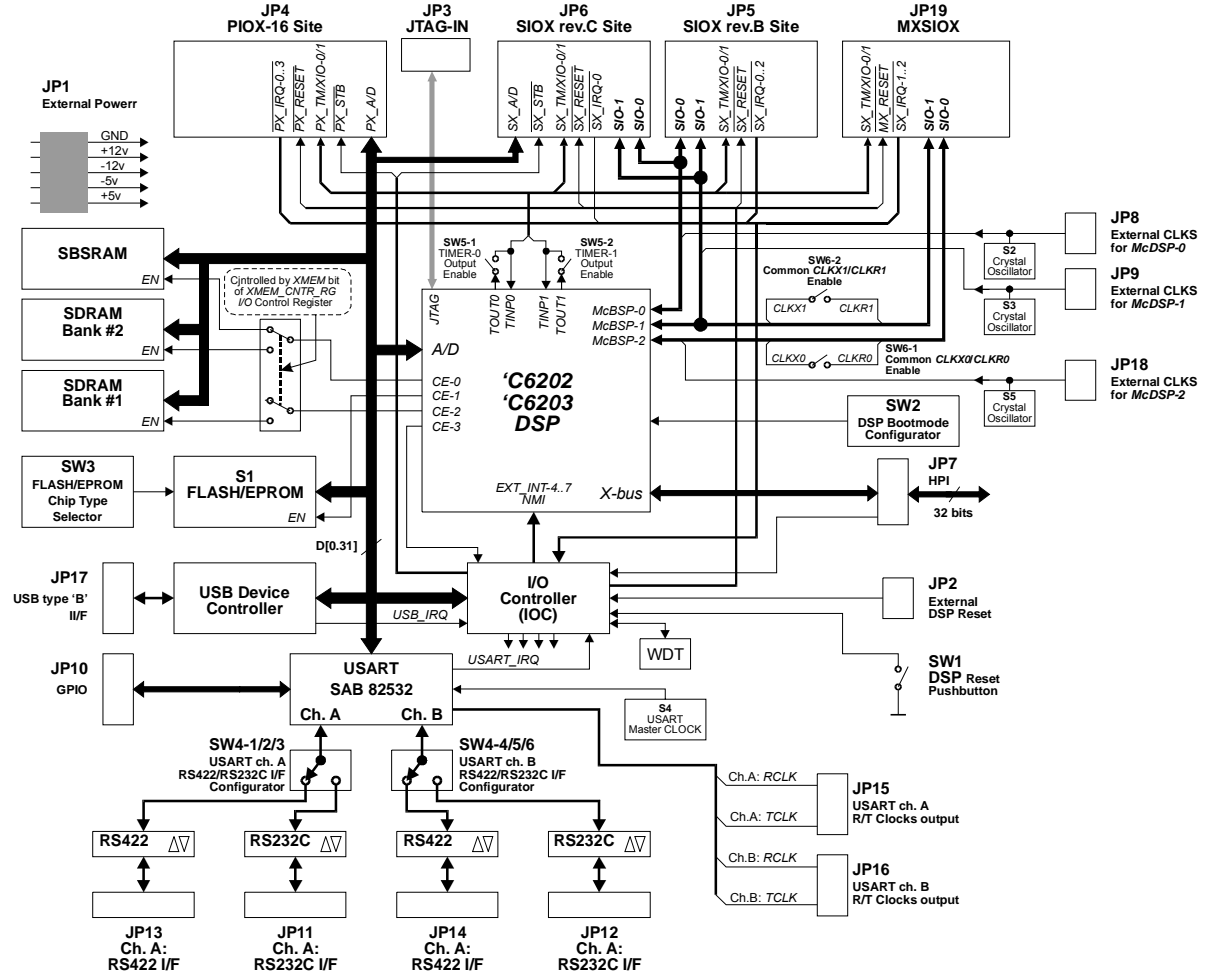 JP4
PIOX-16 Site
JP3
JTAG-IN
JP6
SIOX rev.C Site
JP5
SIOX rev.B Site
JP19
MXSIOX
PX_IRQ-0..3
PX_RESET
PX_TM/XIO-0/1
PX_STB
PX_A/D
SX_A/D
SX_STB
SX_TM/XIO-0/1
SX_RESET
SX_IRQ-0
SIO-1
SIO-0
SIO-0
SIO-1
SX_TM/XIO-0/1
SX_RESET
SX_IRQ-0..2
SX_TM/XIO-0/1
MX_RESET
SX_IRQ-1..2
SIO-1
SIO-0
JP1
External Powerr
GND
+12v
-12v
-5v
+5v
SBSRAM
EN
SDRAM
Bank #2
EN
SDRAM
Bank #1
EN
Cjntrolled by XMEM bit
of XMEM_CNTR_RG
I/O Control Register
SW5-1
TIMER-0
Output
Enable
SW5-2
TIMER-1
Output
Enable
JTAG
TOUT0
TINP0
TINP1
TOUT1
McBSP-0
McBSP-1
McBSP-2
A/D
CE-0
CE-1
CE-2
CE-3
'C6202
'C6203
DSP
EXT_INT-4..7
NMI
X-bus
SW6-2
Common CLKX1/CLKR1
Enable
CLKX1
CLKR1
SW6-1
Common CLKX0/CLKR0
Enable
CLKX0
CLKR0
S2
Crystal
Oscillator
JP8
External CLKS
for McDSP-0
S3
Crystal
Oscillator
JP9
External CLKS
for McDSP-1
S5
Crystal
Oscillator
JP18
External CLKS
for McDSP-2
SW2
DSP Bootmode
Configurator
JP7
HPI
32 bits
SW3
FLASH/EPROM
Chip Type
Selector
S1
FLASH/EPROM
EN
D[0.31]
JP17
USB type 'B'
II/F
USB Device
Controller
USB_IRQ
I/O
Controller
(IOC)
USART_IRQ
WDT
JP2
External
DSP Reset
SW1
DSP Reset
Pushbutton
JP10
GPIO
USART
SAB 82532
Ch. A
Ch. B
S4
USART
Master CLOCK
SW4-1/2/3
USART ch. A
RS422/RS232C I/F
Configurator
SW4-4/5/6
USART ch. B
RS422/RS232C I/F
Configurator
RS422
RS232C
RS422
RS232C
Ch.A: RCLK
Ch.A: TCLK
JP15
USART ch. A
R/T Clocks output
Ch.B: RCLK
Ch.B: TCLK
JP16
USART ch. B
R/T Clocks output
JP13
Ch. A:
RS422 I/F
JP11
Ch. A:
RS232C I/F
JP14
Ch. A:
RS422 I/F
JP12
Ch. A:
RS232C I/F